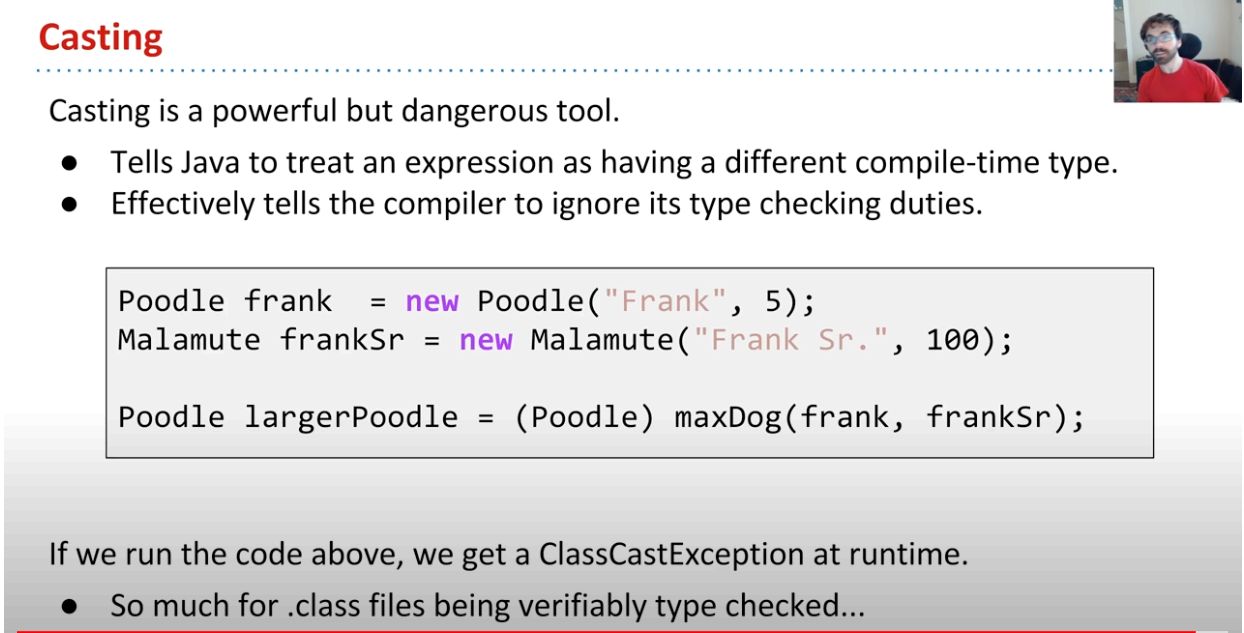 Casting
Casting is a powerful but dangerous tool.
● Tells Java to treat an expression as having a different compile-time type.
● Effectively tells the compiler to ignore its type checking duties.
Poodle frank  = new Poodle("Frank", 5);
Malamute frankSr = new Malamute("Frank Sr.", 100);
Poodle largerPoodle = (Poodle) maxDog(frank, frankSr);
If we run the code above, we get a ClassCastException at runtime.
● So much for .class files being verifiably type checked...